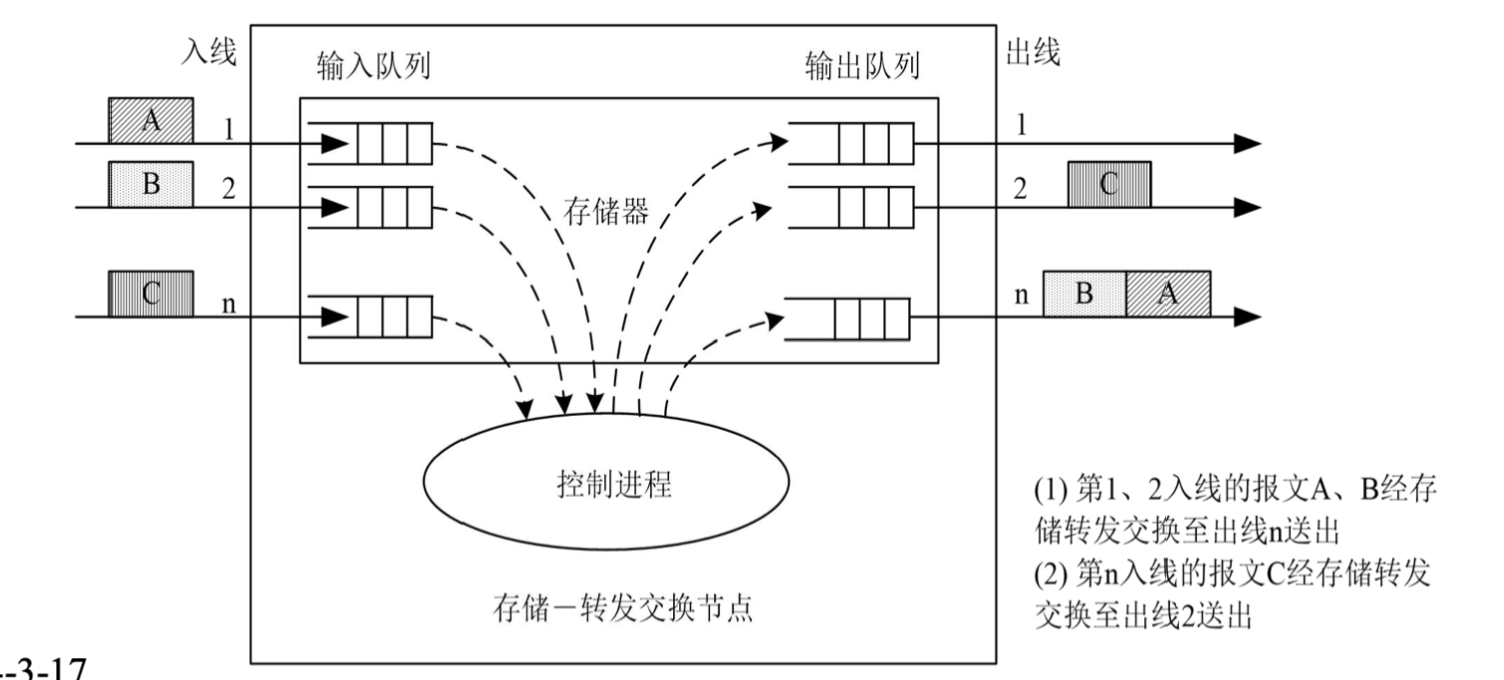 入线
输入队列
输出队列
出线
A
1
1
B
2
存储器
2
C
C
n
n
B
A
控制进程
(1) 第1、2入线的报文A、B经存
储转发交换至出线n送出
(2) 第n入线的报文C经存储转发
交换至出线2送出
存储－转发交换节点
-3-17